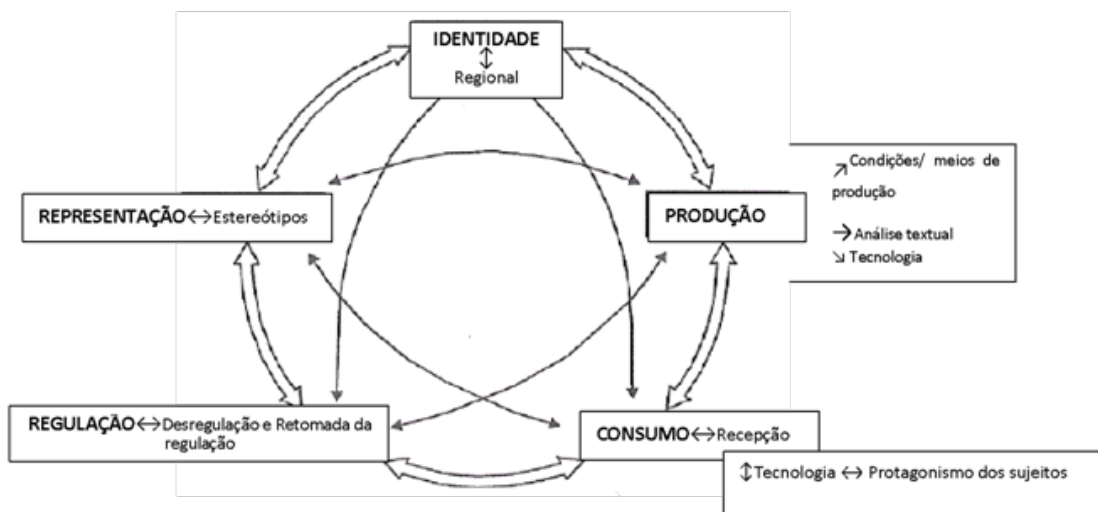 IDENTIDADE
↕
Regional
REPRESENTAÇÃO↔Estereótipos
PRODUÇÃO
↗Condições/ meios de
produção
→Análise textual
↘Tecnologia
REGULAÇÃO↔Desregulação e Retomada da
regulação
CONSUMO↔Recepção
↕Tecnologia ↔ Protagonismo dos sujeitos